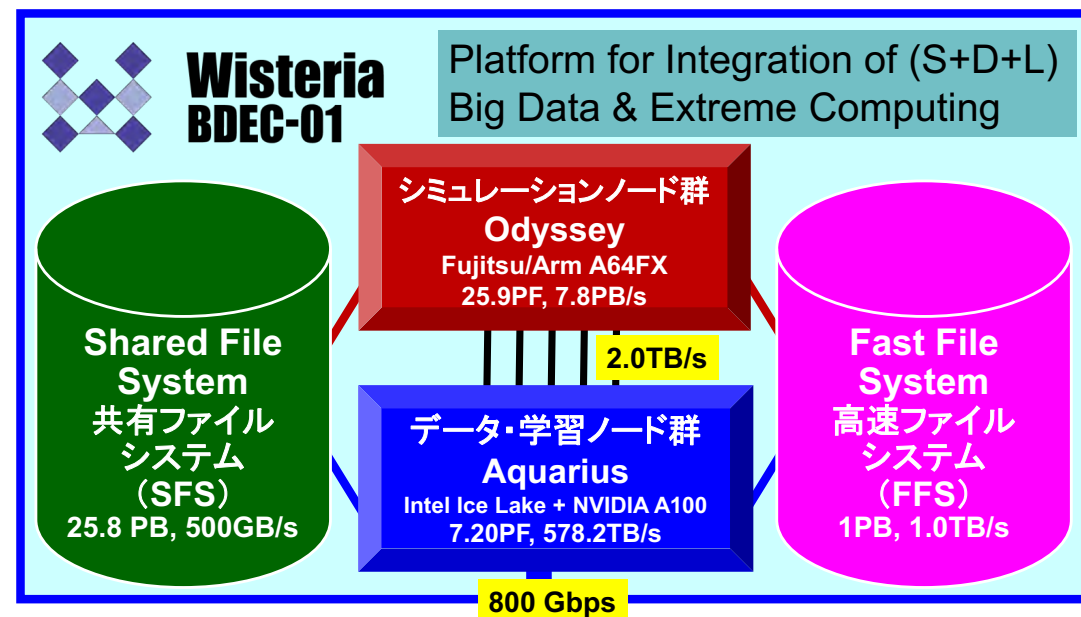 Wisteria
BDEC-01
Platform for Integration of (S+D+L)
Big Data & Extreme Computing
シミュレーションノード群
Odyssey
Fujitsu/Arm A64FX
25.9PF, 7.8PB/s
Shared File
System
共有ファイル
システム
(SFS)
25.8 PB, 500GB/s
2.0TB/s
Fast File
System
高速ファイル
システム
(FFS)
1PB, 1.0TB/s
データ・学習ノード群
Aquarius
Intel Ice Lake + NVIDIA A100
7.20PF, 578.2TB/s
800 Gbps